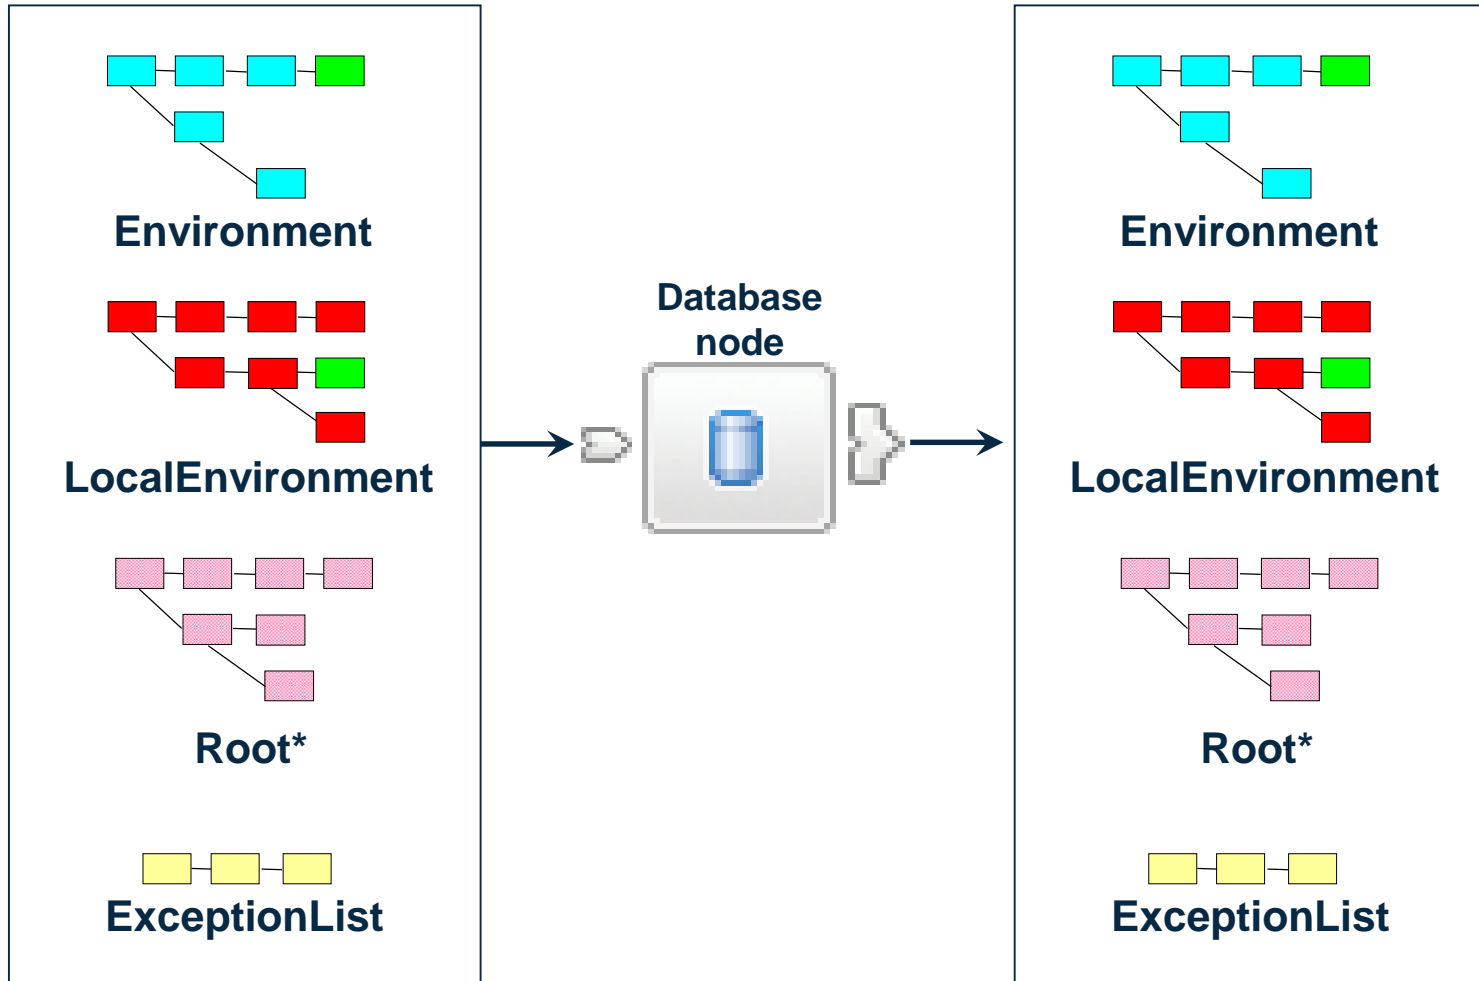 Environment
LocalEnvironment
Root*
ExceptionList
Database
node
Environment
LocalEnvironment
Root*
ExceptionList